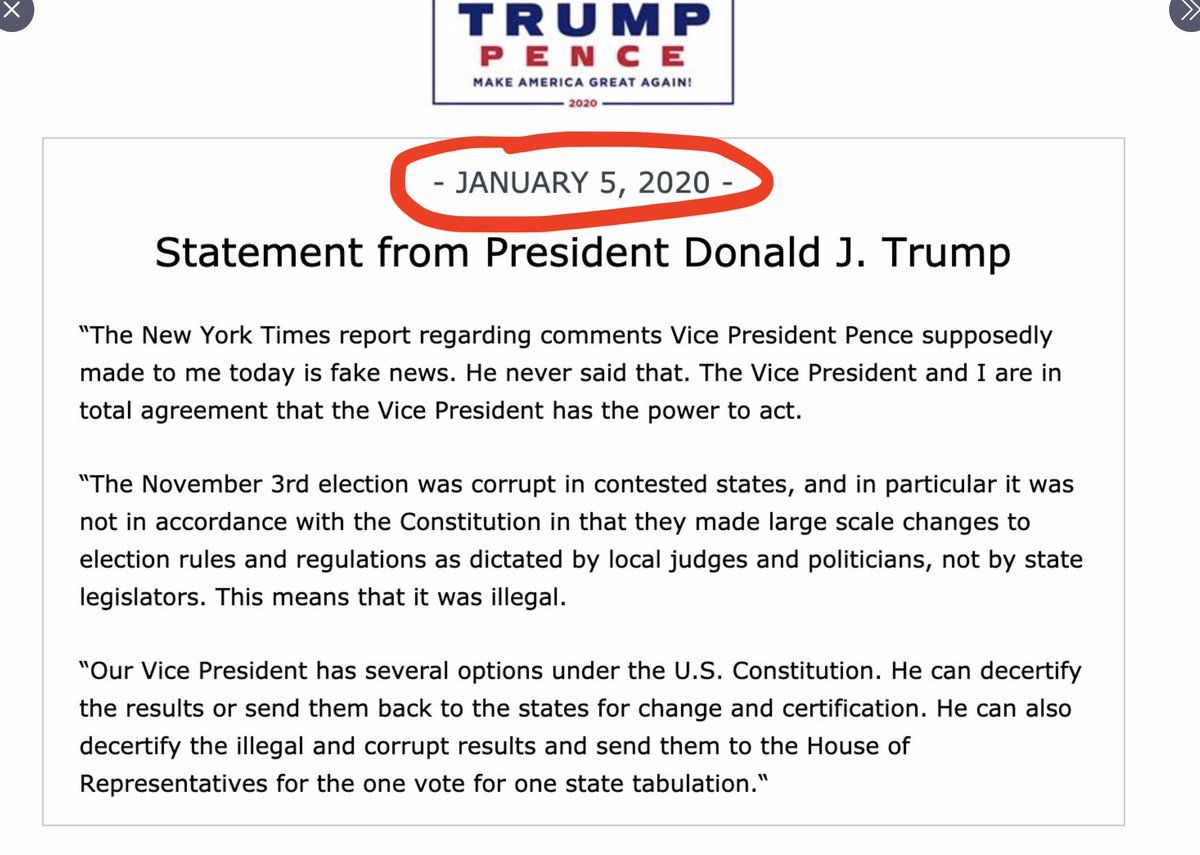 TRUMP
PENCE
MAKE AMERICA GREAT AGAIN!
2020
- JANUARY 5, 2020 -
Statement from President Donald J. Trump
“The New York Times report regarding comments Vice President Pence supposedly
made to me today is fake news. He never said that. The Vice President and I are in
total agreement that the Vice President has the power to act.
“The November 3rd election was corrupt in contested states, and in particular it was
not in accordance with the Constitution in that they made large scale changes to
election rules and regulations as dictated by local judges and politicians, not by state
legislators. This means that it was illegal.
“Our Vice President has several options under the U.S. Constitution. He can decertify
the results or send them back to the states for change and certification. He can also
decertify the illegal and corrupt results and send them to the House of
Representatives for the one vote for one state tabulation.“